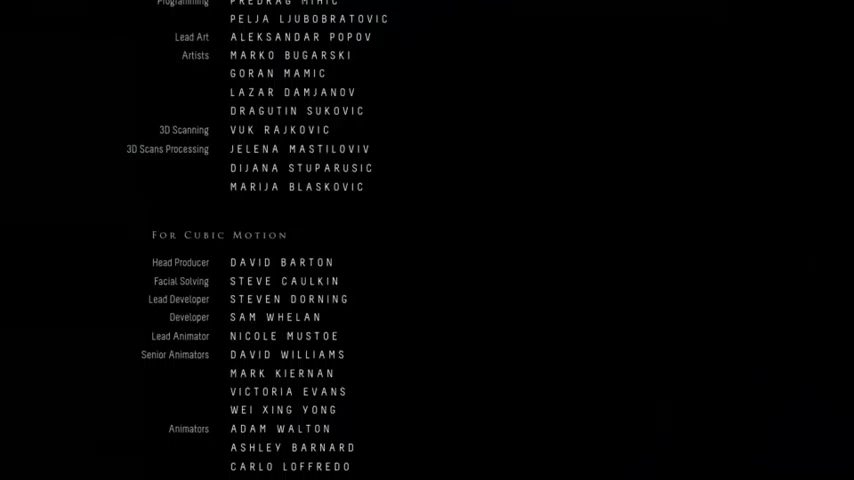 Programming PREDRAG MIHIC
PELJA LJUBOBRATOVIC
Lead Art ALEKSANDAR POPOV
Artists MARKO BUGARSKI
GORAN MAMIC
LAZAR DAMJANOV
DRAGUTIN SUKOVIC
3D Scanning VUK RAJKOVIC
3D Scans Processing JELENA MASTILOVIV
DIJANA STUPARUSIC
MARIJA BLASKOVIC
FOR CUBIC MOTION
Head Producer DAVID BARTON
Facial Solving STEVE CAULKIN
Lead Developer STEVEN DORNING
Developer SAM WHELAN
Lead Animator NICOLE MUSTOE
Senior Animators DAVID WILLIAMS
MARK KIERNAN
VICTORIA EVANS
WEI XING YONG
Animators ADAM WALTON
ASHLEY BARNARD
CARLO LOFFREDO